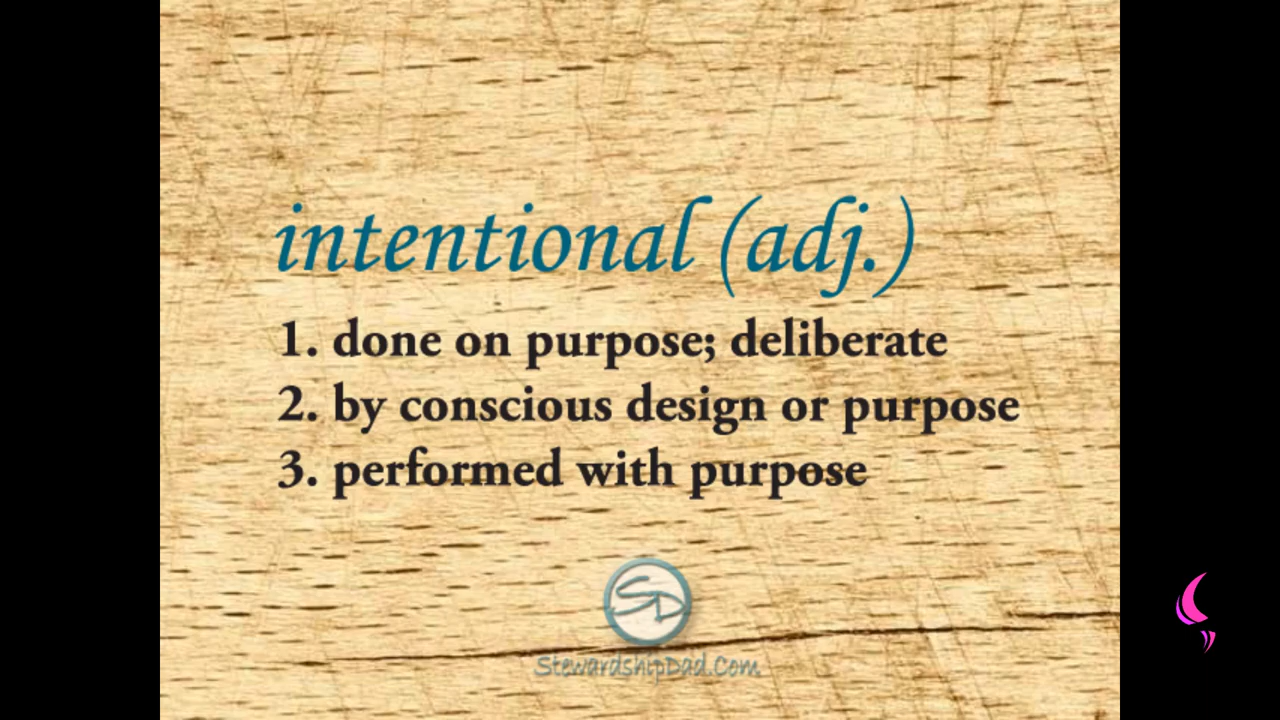 intentional (adj.)
1. done on purpose; deliberate
2. by conscious design or purpose
3. performed with purpose
SD
StewardshipDad.Com